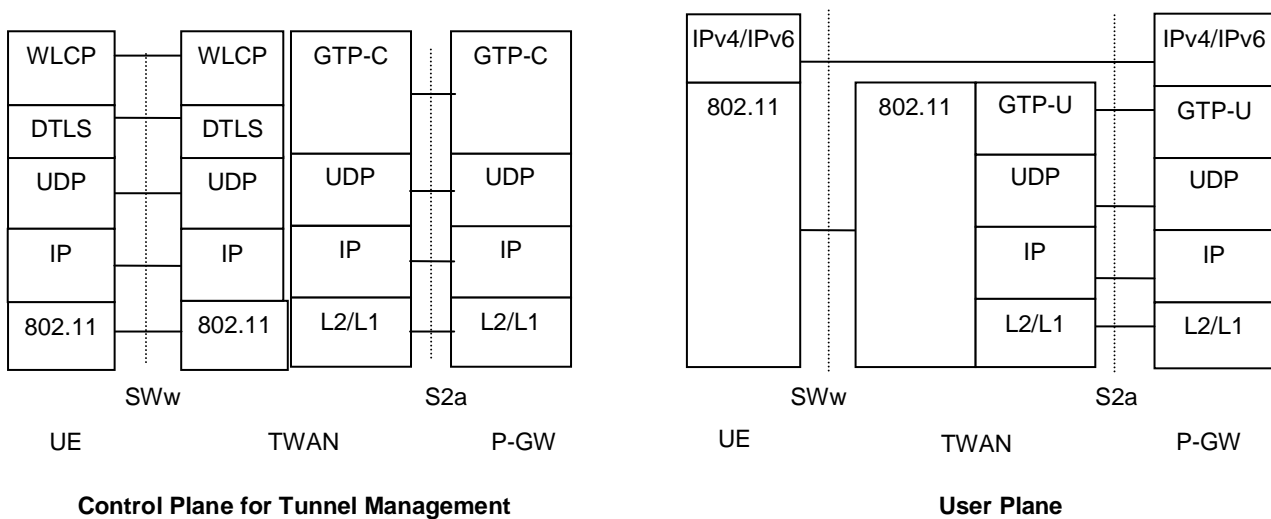 WLCP WLCP GTP-C GTP-C
DTLS DTLS
UDP UDP UDP UDP
IP IP IP IP
802.11 802.11 L2/L1 L2/L1
SWw S2a
UE TWAN P-GW
Control Plane for Tunnel Management
IPv4/IPv6 IPv4/IPv6
802.11 802.11 GTP-U GTP-U
UDP UDP
IP IP
L2/L1 L2/L1
SWw S2a
UE TWAN P-GW
User Plane